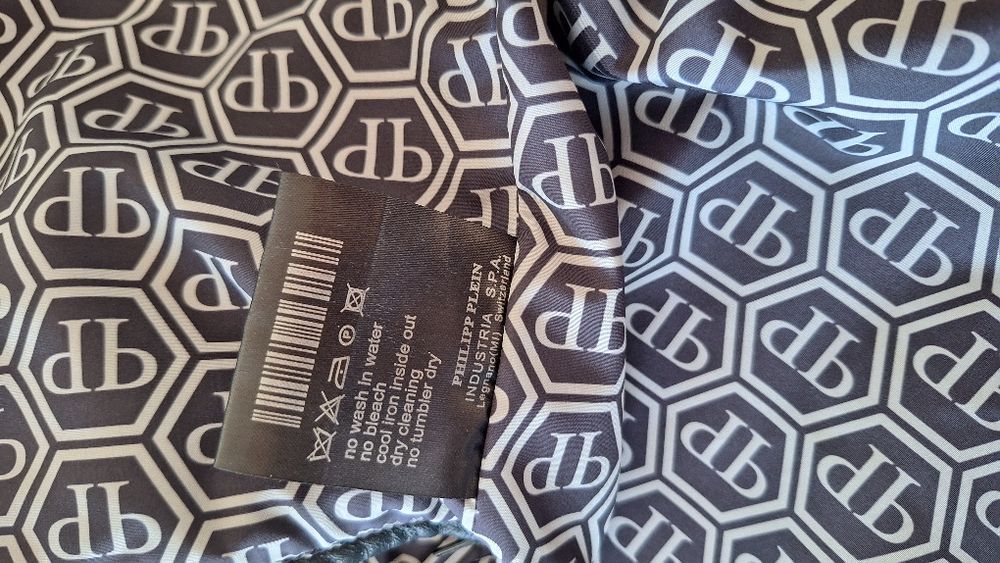 no wash in water
no bleach
cool iron inside out
dry cleaning
no tumbler dry
PHILIPP PLEIN
INDUSTRIA S.P.A.
Legnano(MI) Switzerland